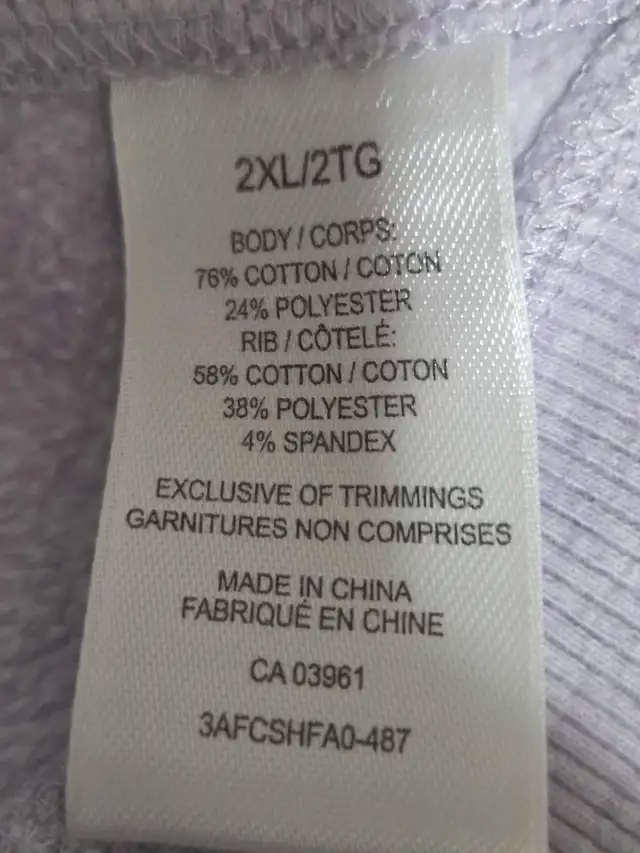 2XL/2TG
BODY / CORPS:
76% COTTON / COTON
24% POLYESTER
RIB / CÔTELÉ:
58% COTTON / COTON
38% POLYESTER
4% SPANDEX
EXCLUSIVE OF TRIMMINGS
GARNITURES NON COMPRISES
MADE IN CHINA
FABRIQUÉ EN CHINE
CA 03961
3AFCSHFA0-487